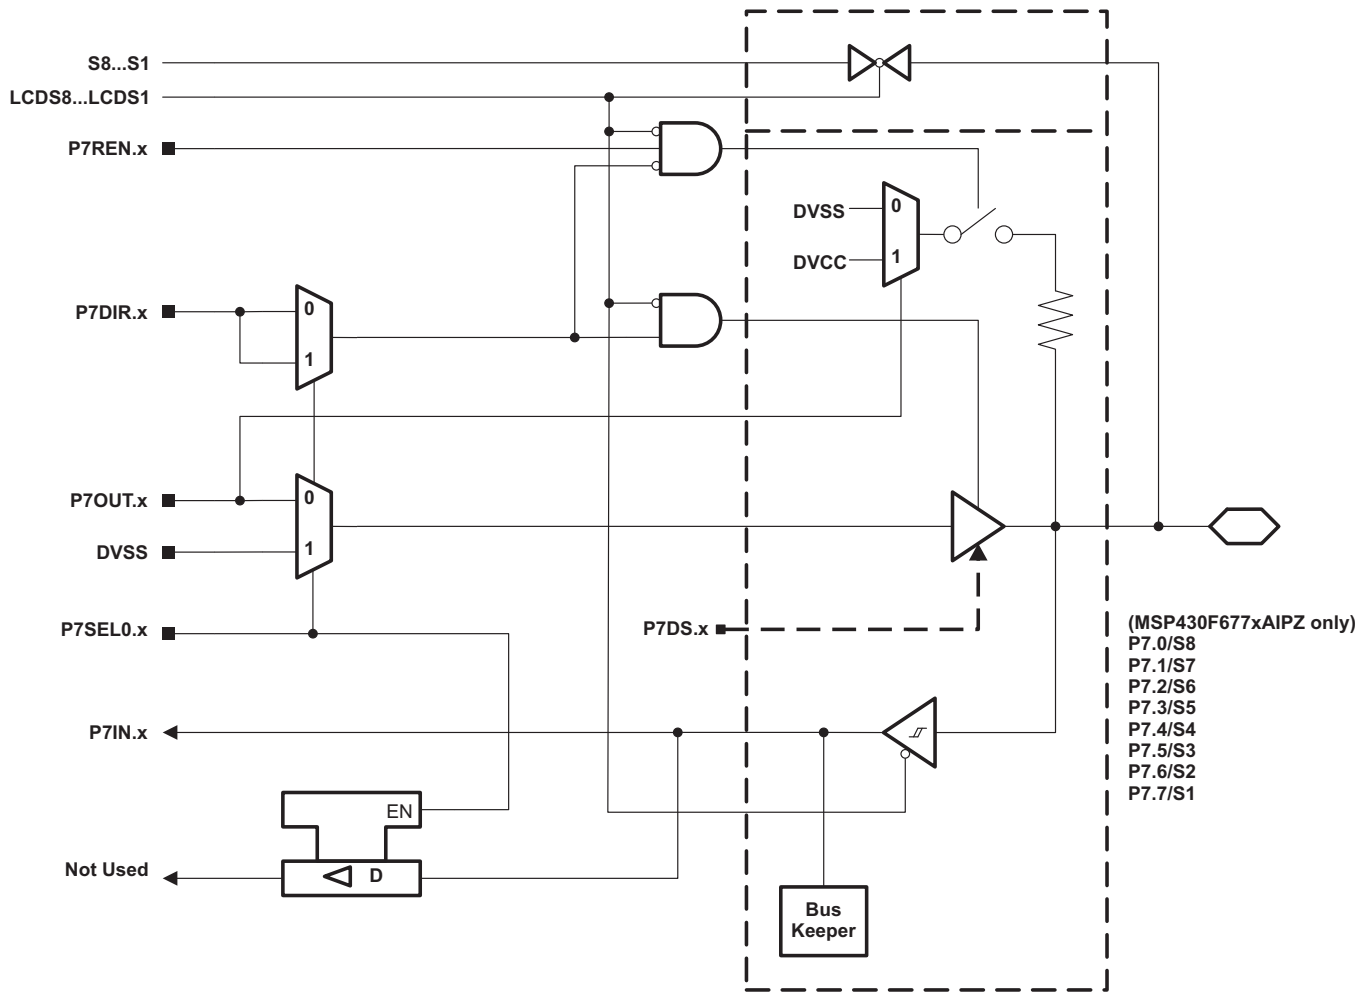 S8...S1
LCDS8...LCDS1
P7REN.x
DVSS
0
DVCC
1
P7DIR.x
0
1
P7OUT.x
0
DVSS
1
P7SEL0.x
P7DS.x
(MSP430F677xAIPZ only)
P7.0/S8
P7.1/S7
P7.2/S6
P7.3/S5
P7.4/S4
P7.5/S3
P7.6/S2
P7.7/S1
P7IN.x
EN
Not Used
D
Bus
Keeper